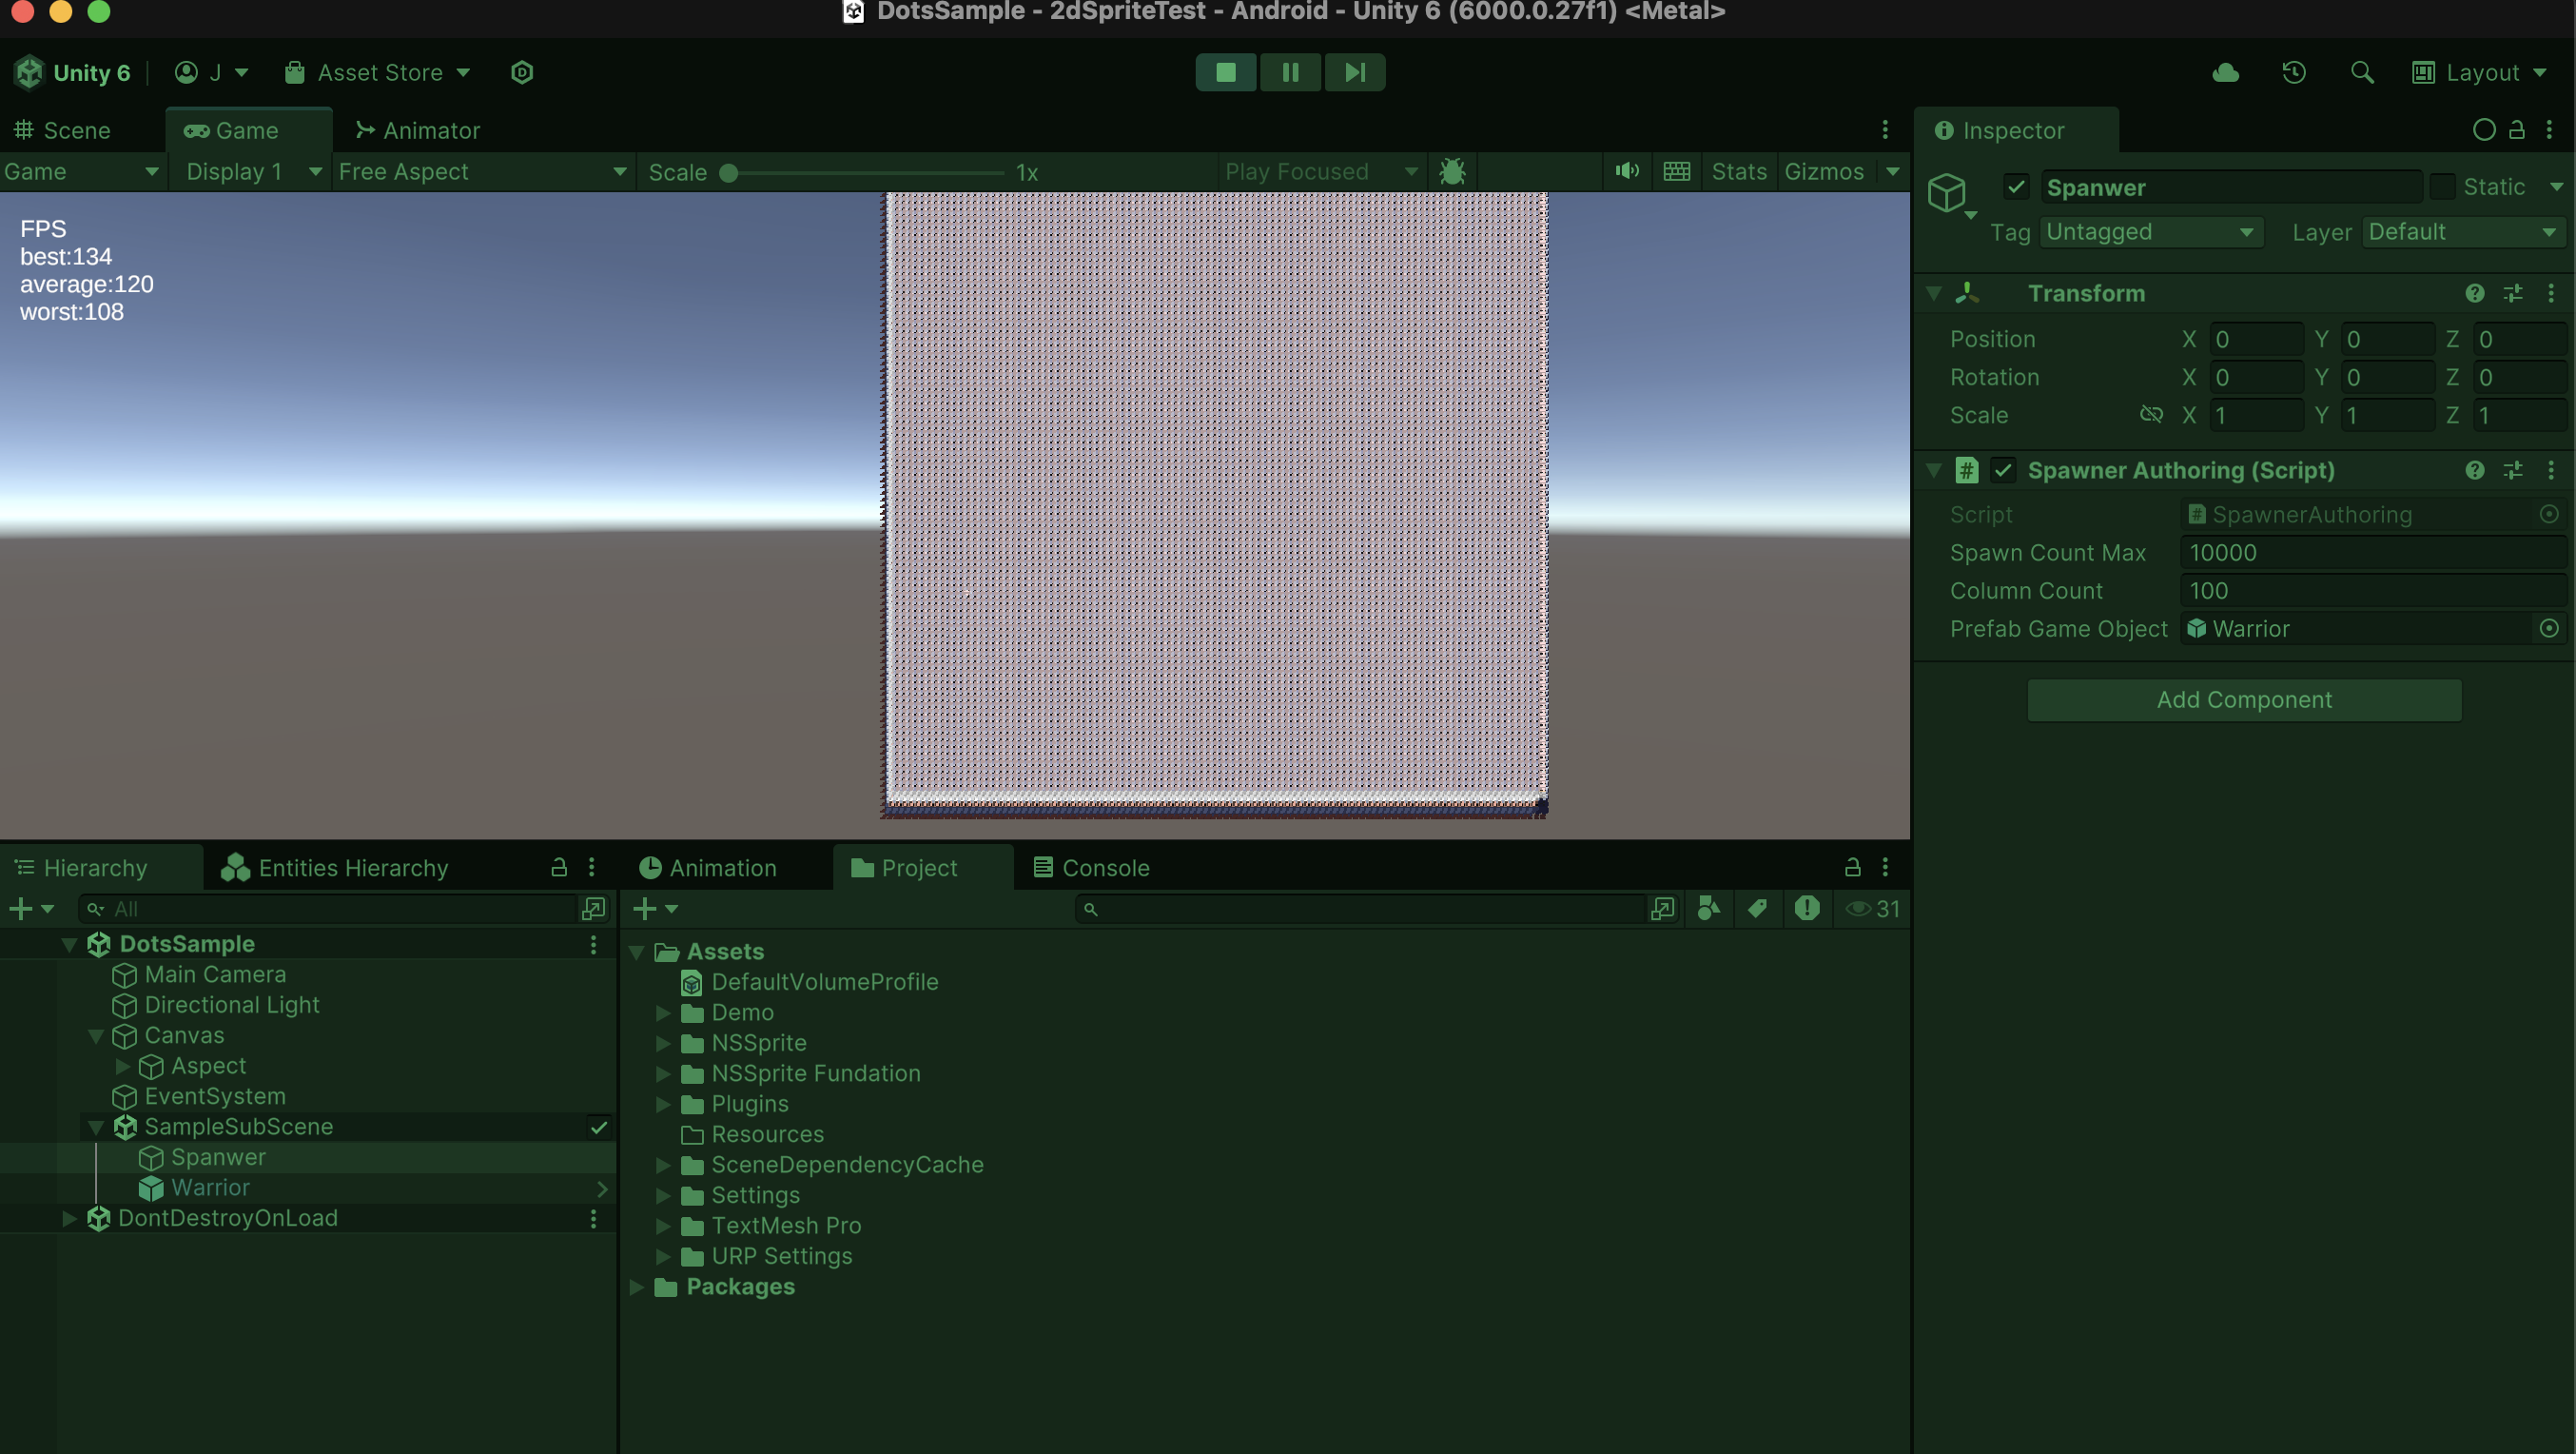 DotsSample - 2dSpriteTest - Android - Unity 6 (6000.0.27f1) <Metal>
Unity 6 J Asset Store Layout
Scene Game Animator
Game Display 1 Free Aspect Scale 1x Play Focused Stats Gizmos
FPS
best:134
average:120
worst:108
Hierarchy Entities Hierarchy
All
DotsSample
Main Camera
Directional Light
Canvas
Aspect
EventSystem
SampleSubScene
Spanwer
Warrior
DontDestroyOnLoad
Animation Project Console
31
Assets
DefaultVolumeProfile
Demo
NSSprite
NSSprite Fundation
Plugins
Resources
SceneDependencyCache
Settings
TextMesh Pro
URP Settings
Packages
Inspector
Spanwer Static
Tag Untagged Layer Default
Transform
Position X 0 Y 0 Z 0
Rotation X 0 Y 0 Z 0
Scale X 1 Y 1 Z 1
# Spawner Authoring (Script)
Script # SpawnerAuthoring
Spawn Count Max 10000
Column Count 100
Prefab Game Object Warrior
Add Component